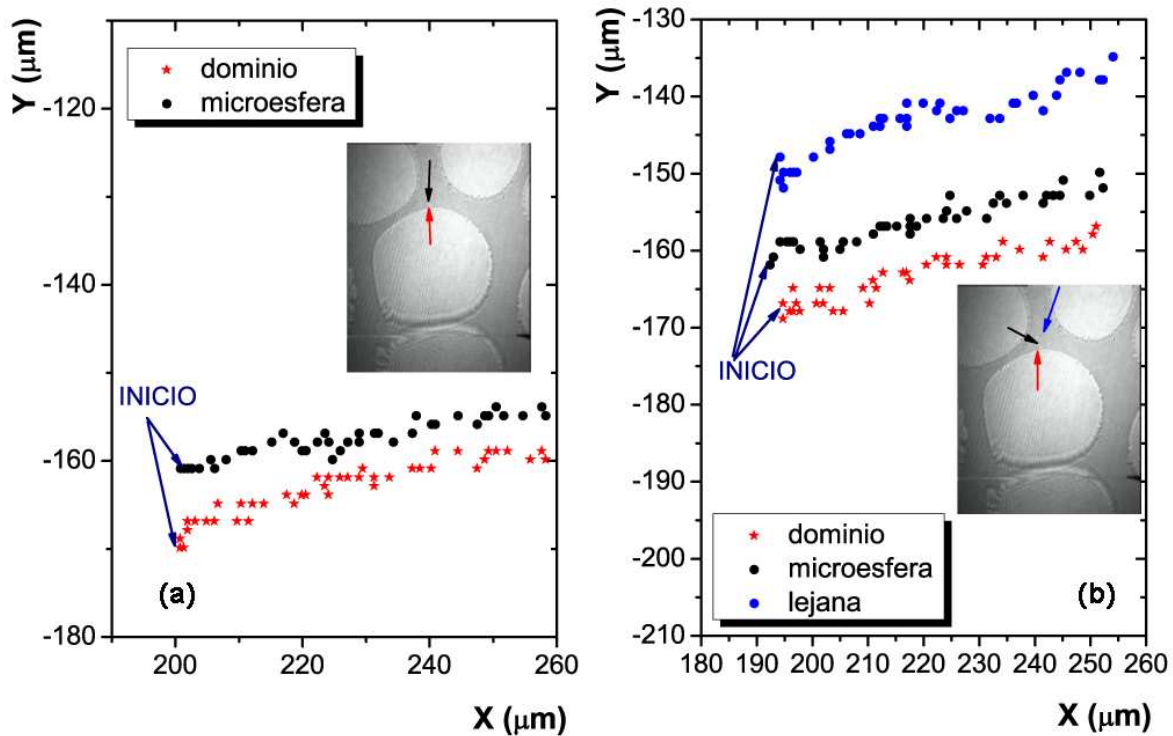 Y (μm)
-120
-140
-160
-180
dominio
microesfera
INICIO
(a)
200
220
240
260
X (μm)
Y (μm)
-130
-140
-150
-160
-170
-180
-190
-200
-210
INICIO
dominio
microesfera
lejana
(b)
180
190
200
210
220
230
240
250
260
X (μm)